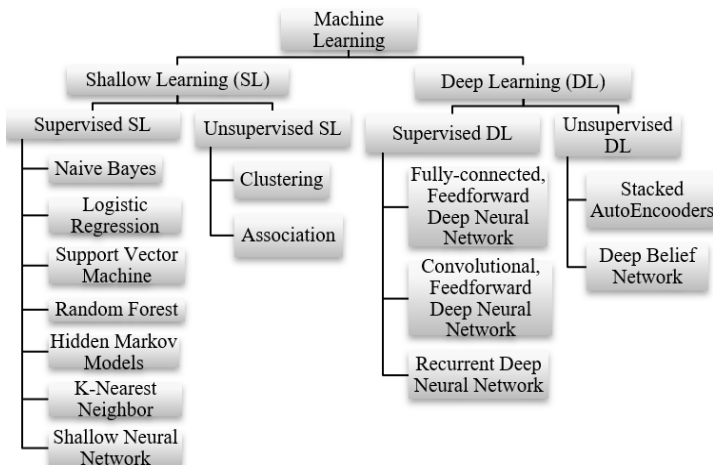 Machine
Learning
Shallow Learning (SL)
Deep Learning (DL)
Supervised SL
Unsupervised SL
Supervised DL
Unsupervised
DL
Naive Bayes
Logistic
Regression
Support Vector
Machine
Random Forest
Hidden Markov
Models
K-Nearest
Neighbor
Shallow Neural
Network
Clustering
Association
Fully-connected,
Feedforward
Deep Neural
Network
Convolutional,
Feedforward
Deep Neural
Network
Recurrent Deep
Neural Network
Stacked
AutoEncooders
Deep Belief
Network